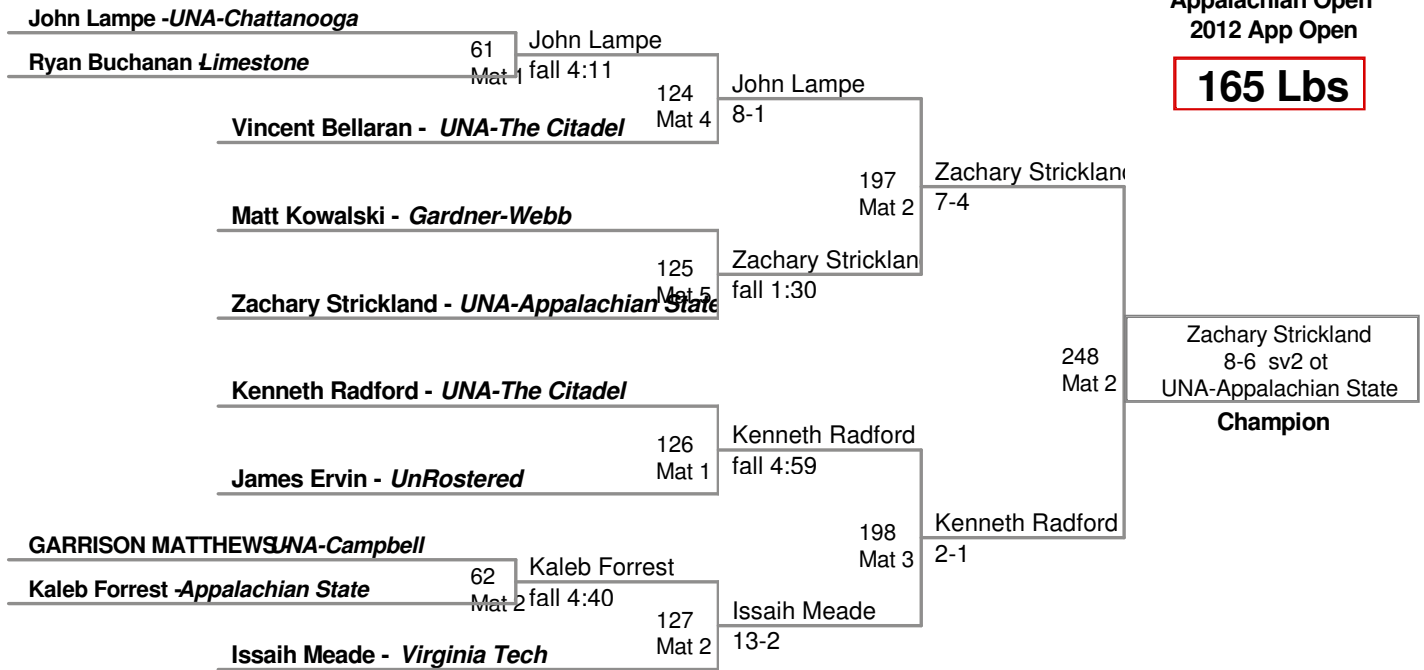 Appalachian Open
2012 App Open
165 Lbs
John Lampe -UNA-Chattanooga
Ryan Buchanan -Limestone
61
Mat 1
John Lampe
fall 4:11
Vincent Bellaran - UNA-The Citadel
124
Mat 4
John Lampe
8-1
Matt Kowalski - Gardner-Webb
Zachary Strickland - UNA-Appalachian State
125
Mat 5
Zachary Stricklan
fall 1:30
197
Mat 2
Zachary Strickland
7-4
Kenneth Radford - UNA-The Citadel
James Ervin - UnRostered
126
Mat 1
Kenneth Radford
fall 4:59
GARRISON MATTHEWS -UNA-Campbell
Kaleb Forrest -Appalachian State
62
Mat 2
Kaleb Forrest
fall 4:40
Issaih Meade - Virginia Tech
127
Mat 2
Issaih Meade
13-2
198
Mat 3
Kenneth Radford
2-1
248
Mat 2
Zachary Strickland
8-6 sv2 ot
UNA-Appalachian State
Champion